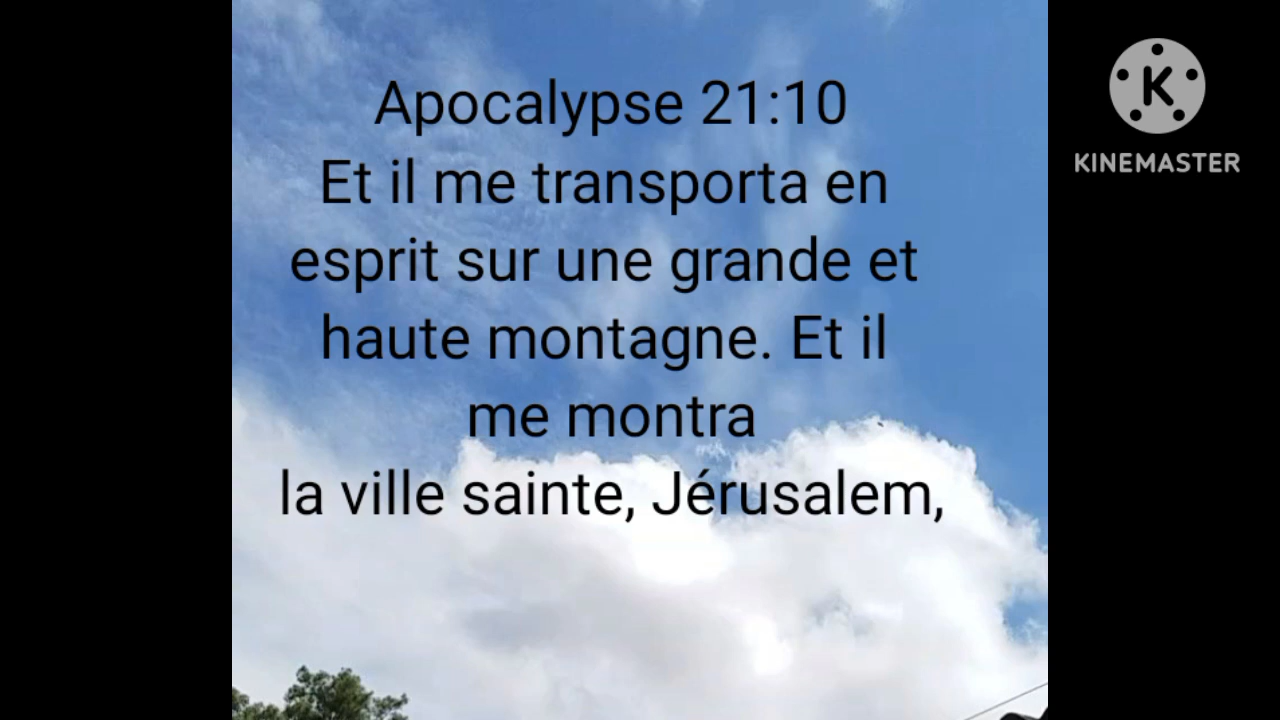 Apocalypse 21:10
Et il me transporta en
esprit sur une grande et
haute montagne. Et il
me montra
la ville sainte, Jérusalem,
KINEMASTER